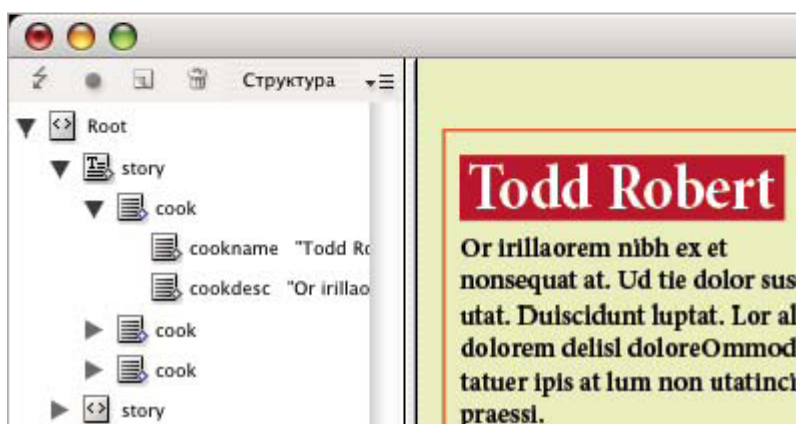 Структура
Root
story
cook
cookname "Todd Ro
cookdesc "Or irillao
cook
cook
story
Todd Robert
Or irillaorem nibh ex et
nonsequat at. Ud tie dolor sus
utat. Duiscidunt luptat. Lor al
dolorem delisl doloreOmmod
tatuer ipis at lum non utatinci
praessi.